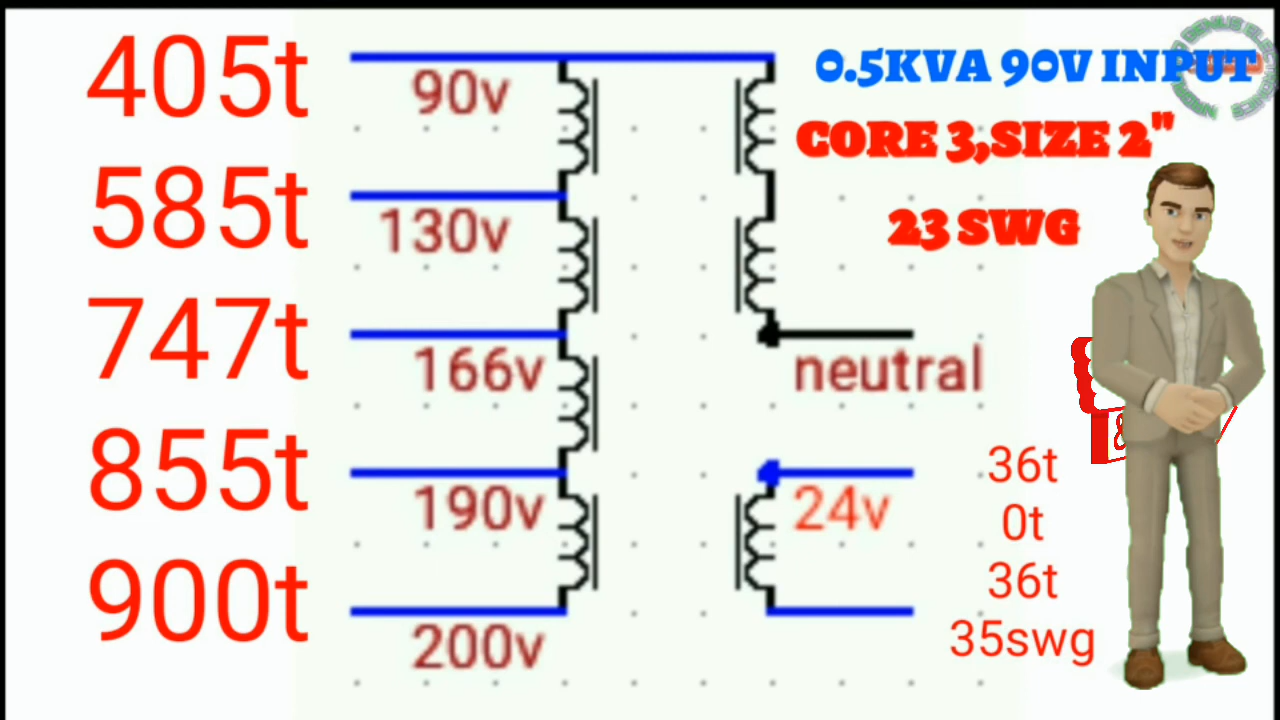 405t
90v
0.5KVA 90V INPUT
CORE 3,SIZE 2"
585t
130v
23 SWG
747t
166v
neutral
855t
190v
24v
36t
0t
900t
200v
36t
35swg